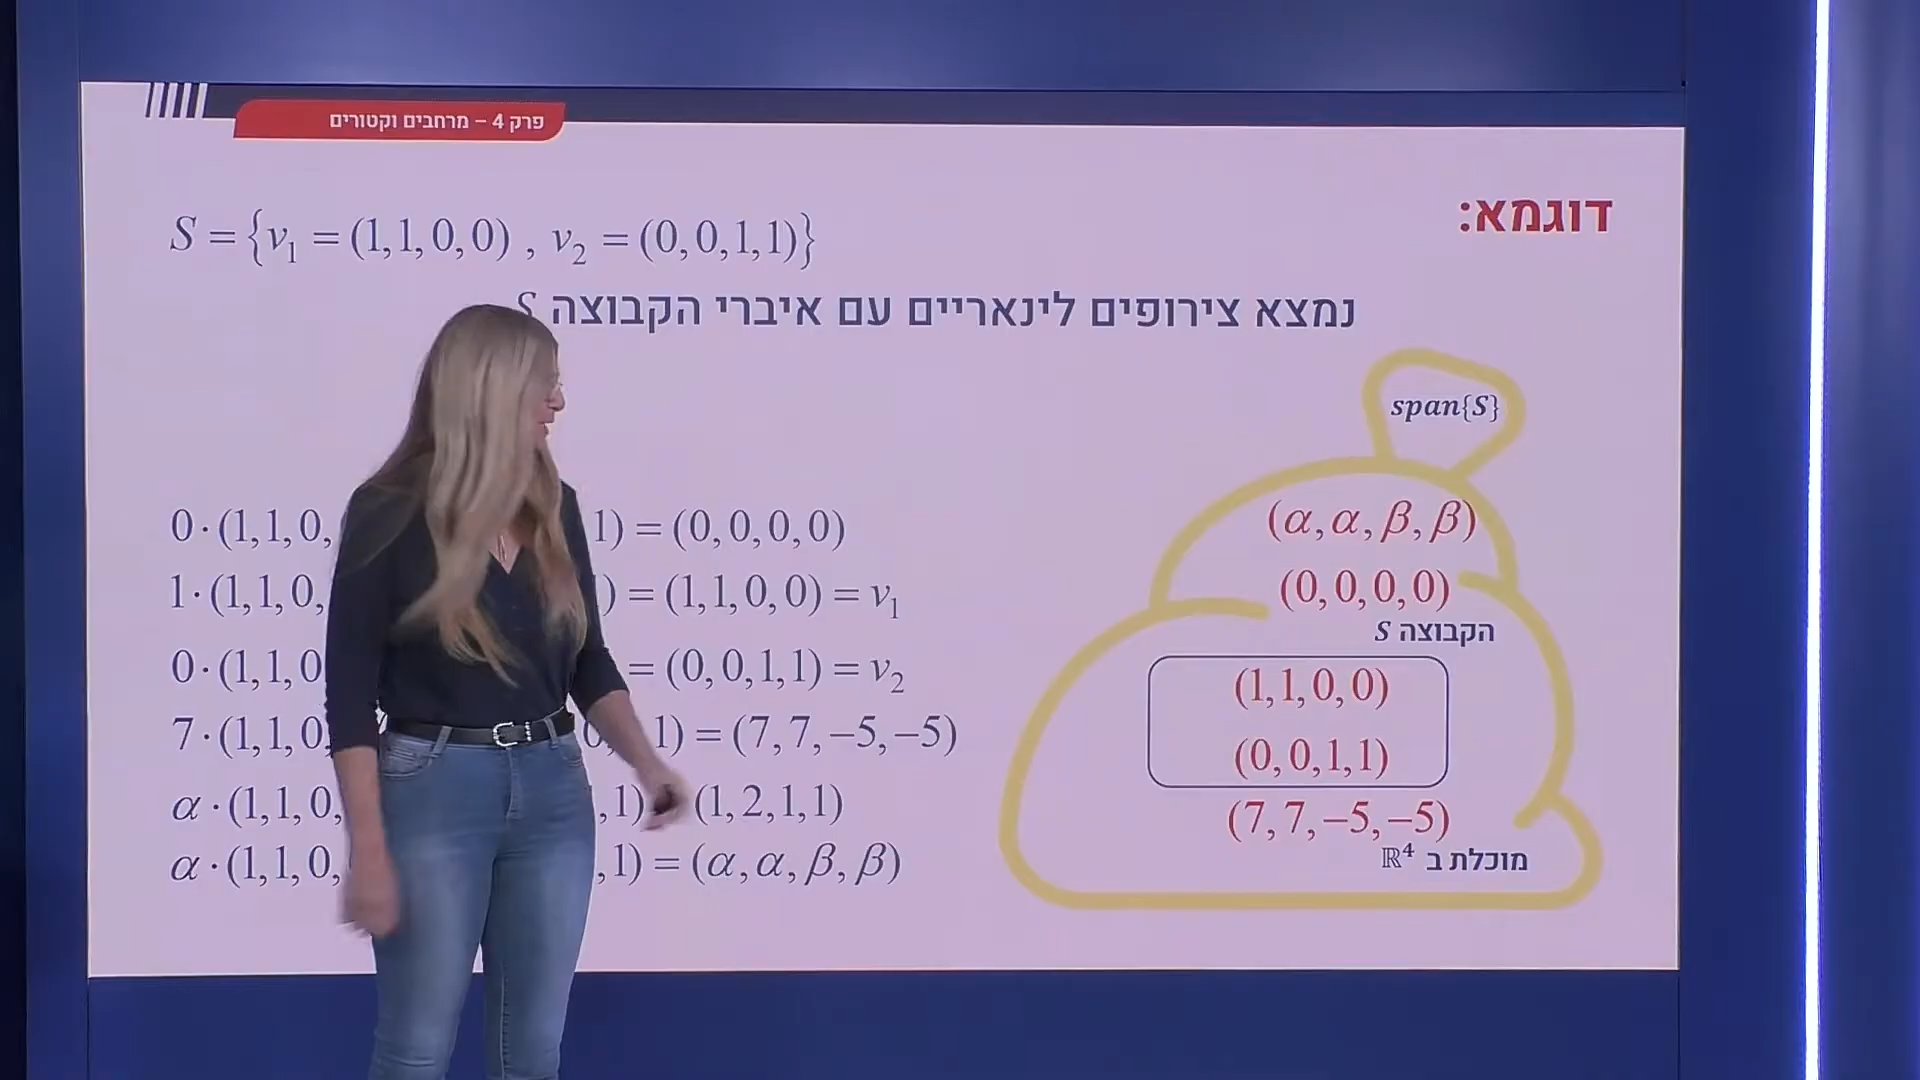 פרק 4 – מרחבים וקטורים
דוגמא:
S = {v₁ = (1,1,0,0) , v₂ = (0,0,1,1)}
נמצא צירופים לינאריים עם איברי הקבוצה S
0·(1,1,0, 1) = (0,0,0,0)
1·(1,1,0, ) = (1,1,0,0) = v₁
0·(1,1,0 = (0,0,1,1) = v₂
7·(1,1,0, 1) = (7,7,−5,−5)
α·(1,1,0, ,1) (1,2,1,1)
α·(1,1,0, ,1) = (α,α,β,β)
span{S}
(α,α,β,β)
(0,0,0,0)
הקבוצה S
(1,1,0,0)
(0,0,1,1)
(7,7,−5,−5)
מוכלת ב ℝ⁴